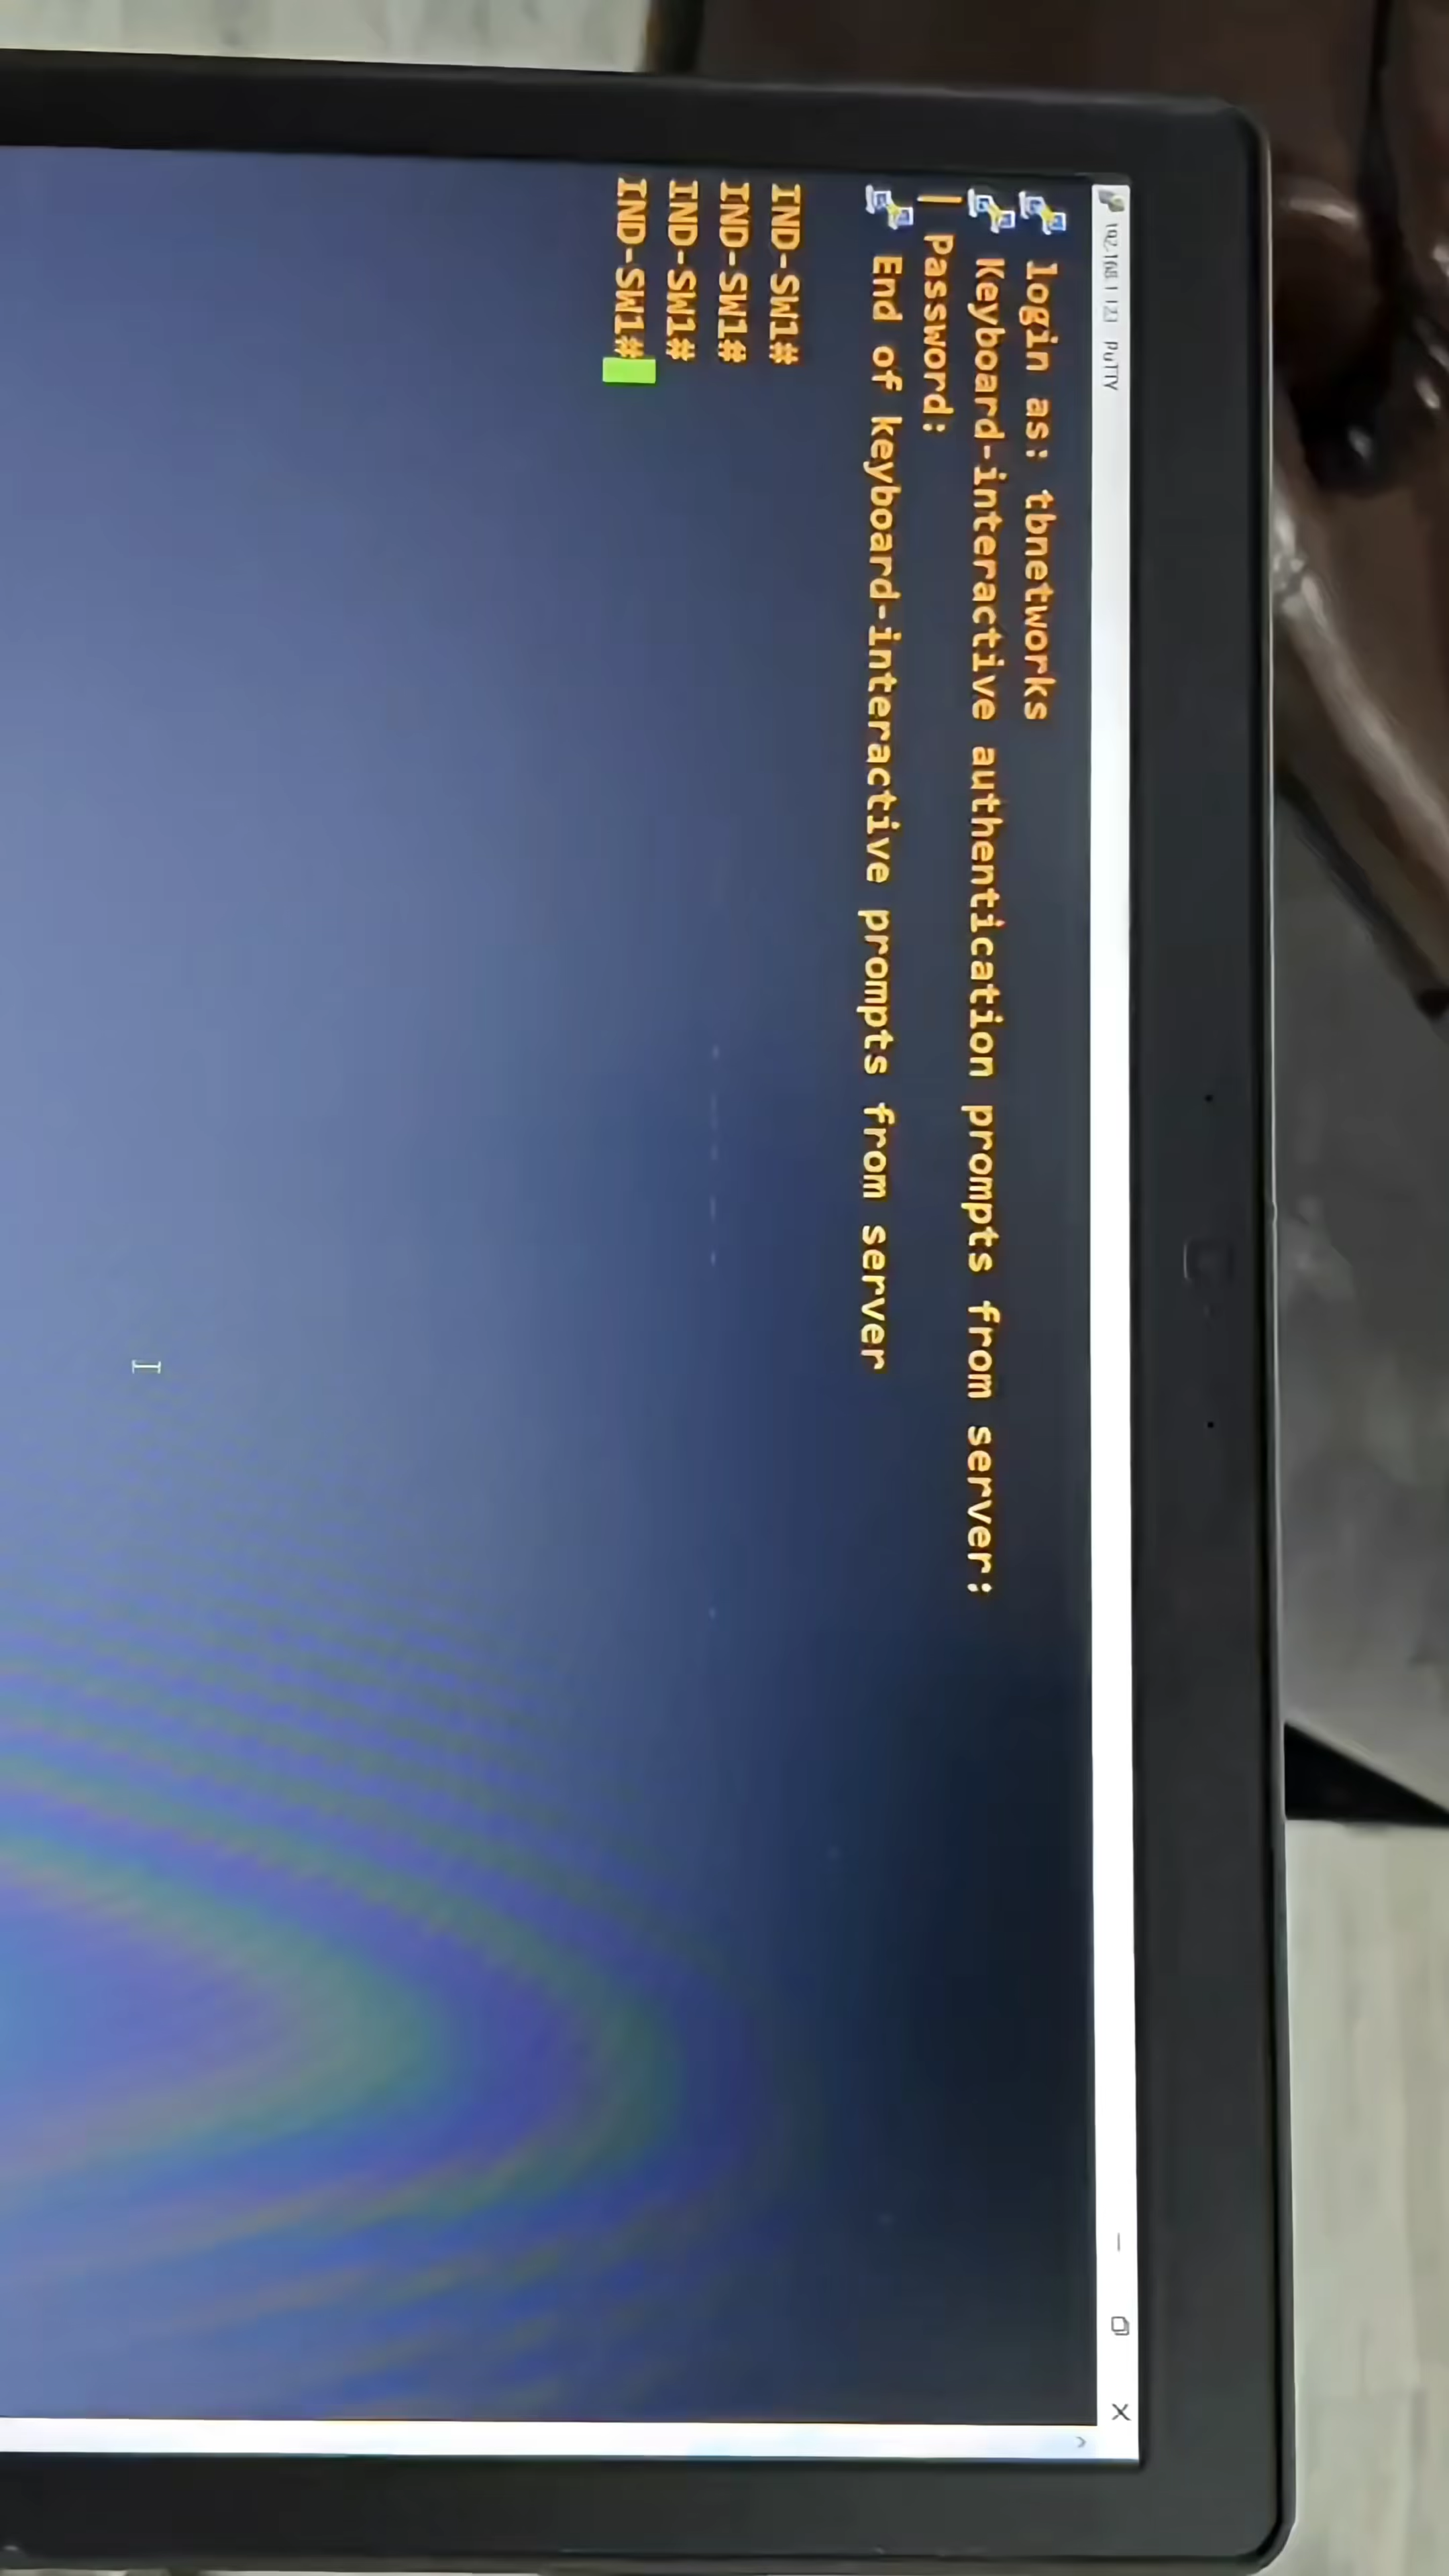 192.168.1.123 PuTTY
login as: tbnetworks
Keyboard-interactive authentication prompts from server:
| Password:
End of keyboard-interactive prompts from server
IND-SW1#
IND-SW1#
IND-SW1#
IND-SW1#